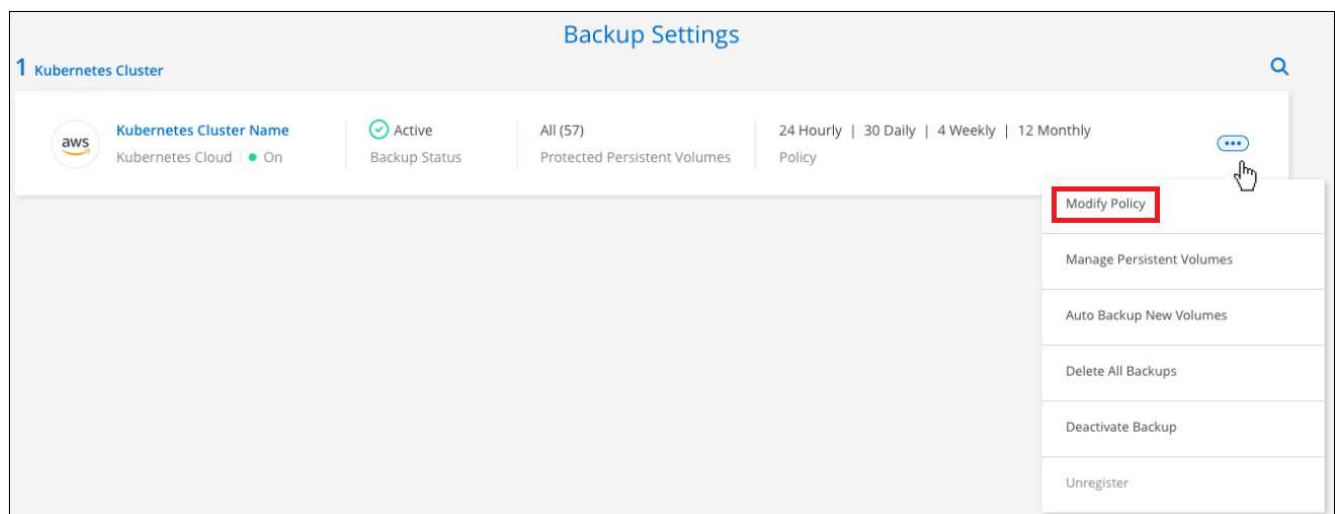 Backup Settings
1 Kubernetes Cluster
aws
Kubernetes Cluster Name
Kubernetes Cloud | On
Active
Backup Status
All (57)
Protected Persistent Volumes
24 Hourly | 30 Daily | 4 Weekly | 12 Monthly
Policy
Modify Policy
Manage Persistent Volumes
Auto Backup New Volumes
Delete All Backups
Deactivate Backup
Unregister